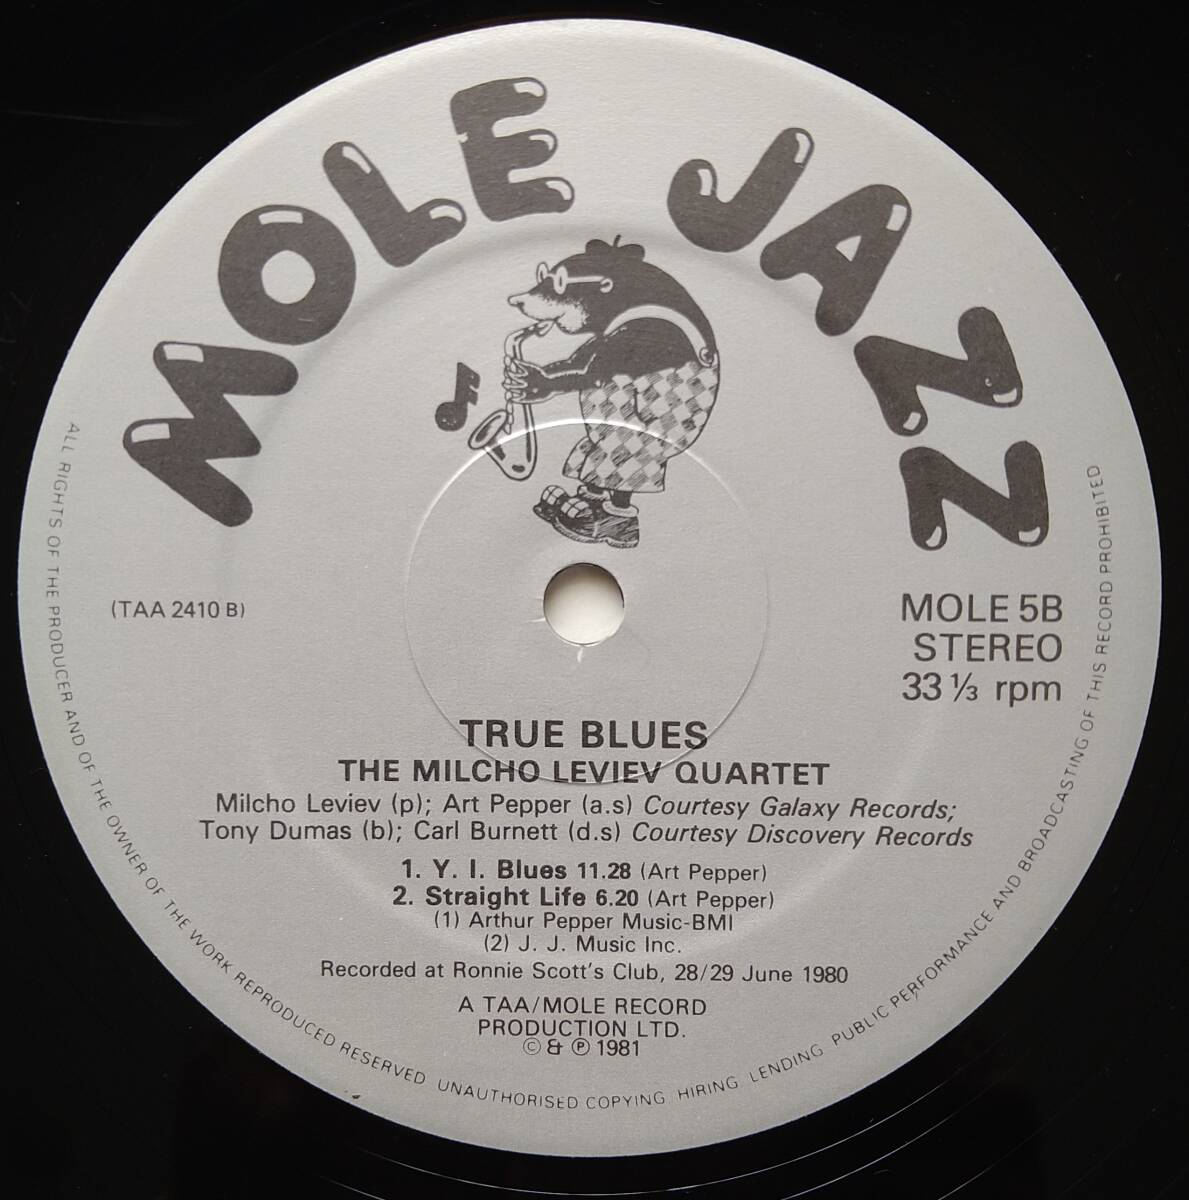 MOLE JAZZ
(TAA 2410 B)
MOLE 5B
STEREO
33 ⅓ rpm
TRUE BLUES
THE MILCHO LEVIEV QUARTET
Milcho Leviev (p); Art Pepper (a.s) Courtesy Galaxy Records;
Tony Dumas (b); Carl Burnett (d.s) Courtesy Discovery Records
1. Y. I. Blues 11.28 (Art Pepper)
2. Straight Life 6.20 (Art Pepper)
(1) Arthur Pepper Music-BMI
(2) J. J. Music Inc.
Recorded at Ronnie Scott's Club, 28/29 June 1980
A TAA/MOLE RECORD
PRODUCTION LTD.
© & ℗ 1981
ALL RIGHTS OF THE PRODUCER AND OF THE OWNER OF THE WORK REPRODUCED RESERVED UNAUTHORISED COPYING HIRING LENDING PUBLIC PERFORMANCE AND BROADCASTING OF THIS RECORD PROHIBITED